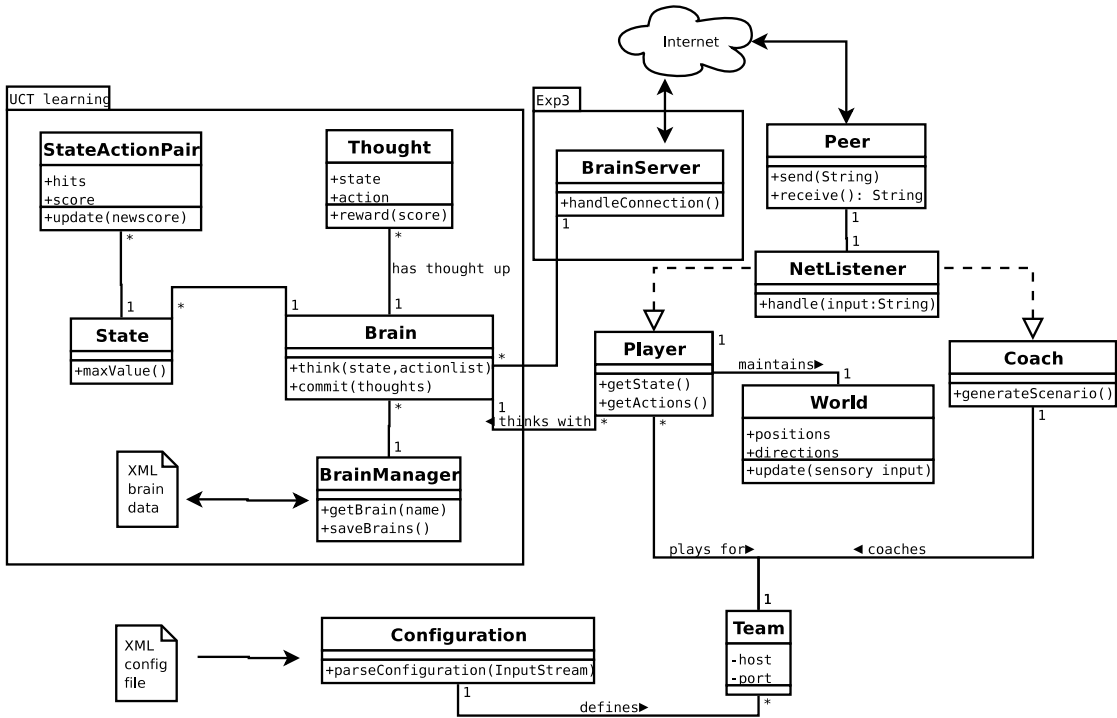 Internet
UCT learning
StateActionPair
+hits
+score
+update(newscore)
*
1
State
+maxValue()
*
Thought
+state
+action
+reward(score)
*
has thought up
1
1
Brain
+think(state,actionlist)
+commit(thoughts)
*
1
*
1
BrainManager
+getBrain(name)
+saveBrains()
XML
brain
data
Exp3
BrainServer
+handleConnection()
1
Peer
+send(String)
+receive(): String
1
1
NetListener
+handle(input:String)
Player
+getState()
+getActions()
1
*
*
◄thinks with
maintains►
1
World
+positions
+directions
+update(sensory input)
Coach
+generateScenario()
1
plays for►
◄ coaches
1
Team
-host
-port
*
XML
config
file
Configuration
+parseConfiguration(InputStream)
1
defines►